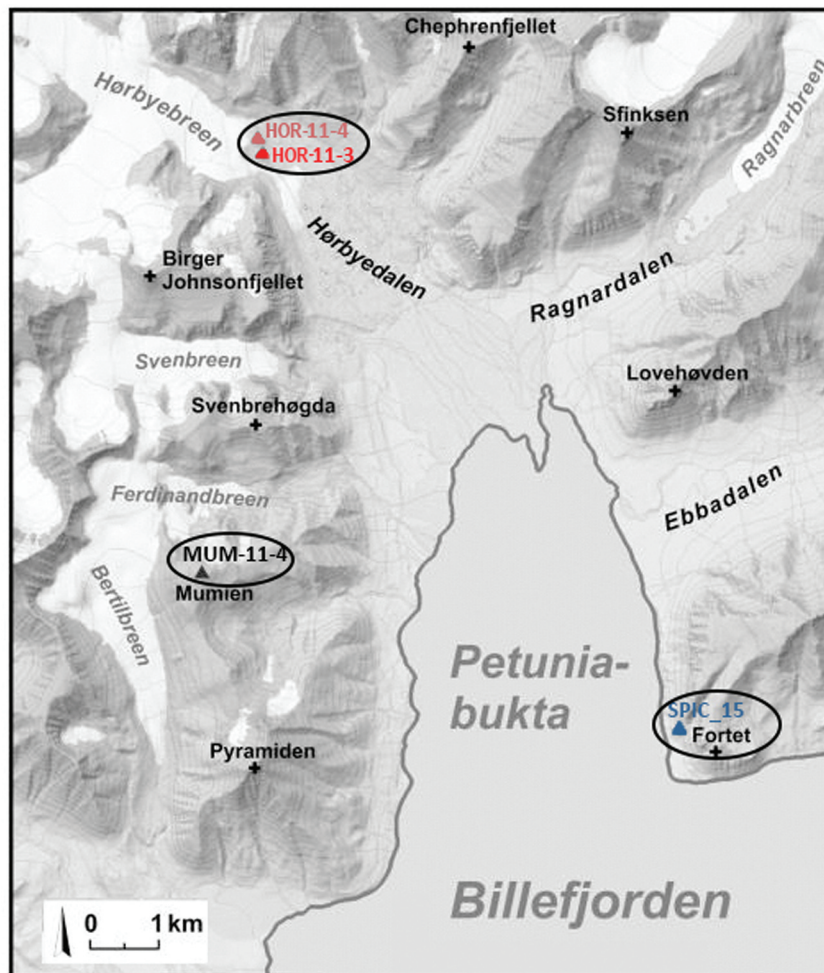 Chephrenfjellet
Hørbyebreen
HOR-11-4
HOR-11-3
Sfinksen
Ragnarbreen
Hørbyedalen
Birger
Johnsonfjellet
Ragnardalen
Svenbreen
Lovehøvden
Svenbrehøgda
Ferdinandbreen
Ebbadalen
MUM-11-4
Mumien
Bertilbreen
Petunia-
bukta
SPIC_15
Fortet
Pyramiden
Billefjorden
0 1 km